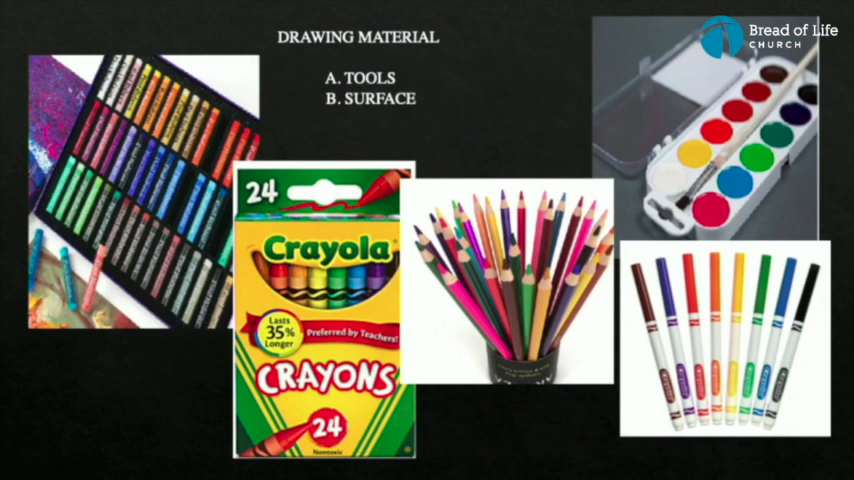 DRAWING MATERIAL
A. TOOLS
B. SURFACE
Bread of Life
CHURCH
24
Crayola
Lasts
35%
Longer
Preferred by Teachers!
CRAYONS
24
Nontoxic